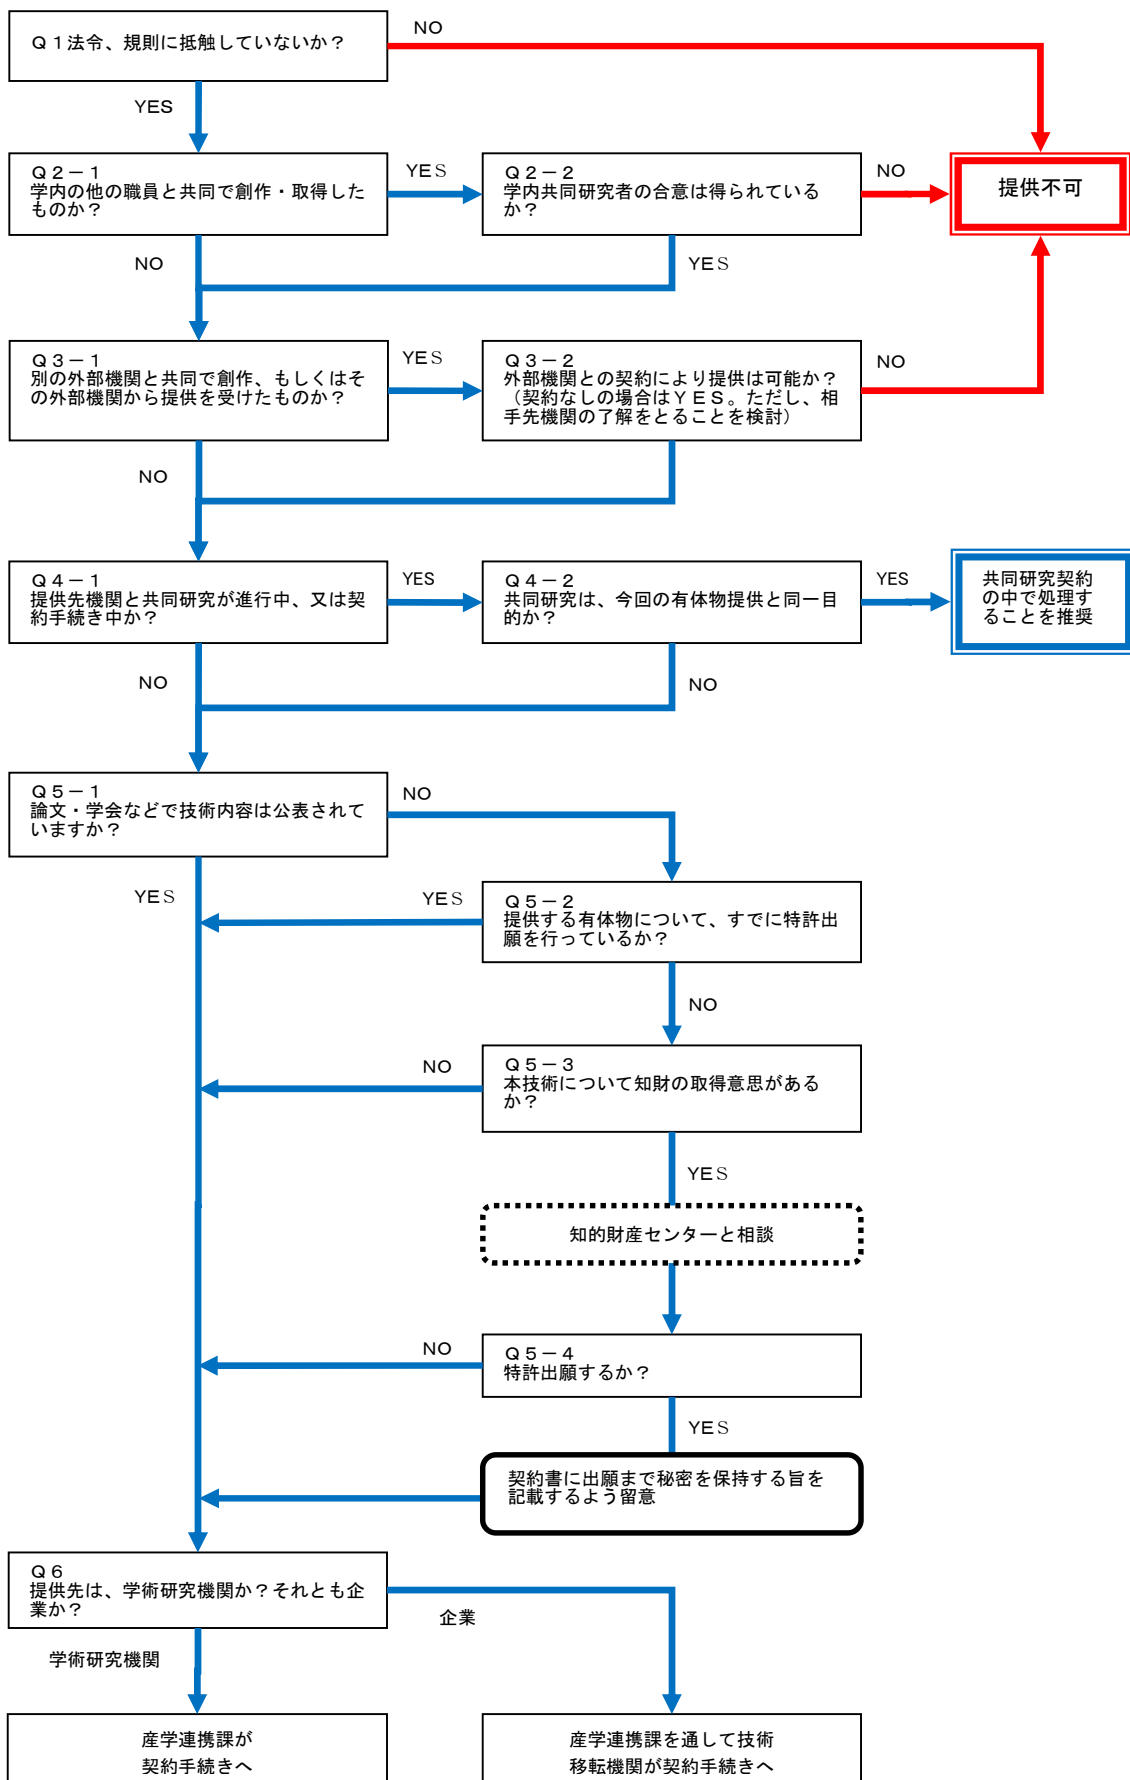 Ｑ１法令、規則に抵触していないか？
NO
YES
Ｑ２－１
学内の他の職員と共同で創作・取得した
ものか？
YES
Ｑ２－２
学内共同研究者の合意は得られている
か？
NO
提供不可
NO
YES
Ｑ３－１
別の外部機関と共同で創作、もしくはそ
の外部機関から提供を受けたものか？
YES
Ｑ３－２
外部機関との契約により提供は可能か？
（契約なしの場合はＹＥＳ。ただし、相
手先機関の了解をとることを検討）
NO
NO
Ｑ４－１
提供先機関と共同研究が進行中、又は契
約手続き中か？
YES
Ｑ４－２
共同研究は、今回の有体物提供と同一目
的か？
YES
共同研究契約
の中で処理す
ることを推奨
NO
NO
Ｑ５－１
論文・学会などで技術内容は公表されて
いますか？
NO
YES
YES
Ｑ５－２
提供する有体物について、すでに特許出
願を行っているか？
NO
NO
Ｑ５－３
本技術について知財の取得意思がある
か？
YES
知的財産センターと相談
NO
Ｑ５－４
特許出願するか？
YES
契約書に出願まで秘密を保持する旨を
記載するよう留意
Ｑ６
提供先は、学術研究機関か？それとも企
業か？
企業
学術研究機関
産学連携課が
契約手続きへ
産学連携課を通して技術
移転機関が契約手続きへ